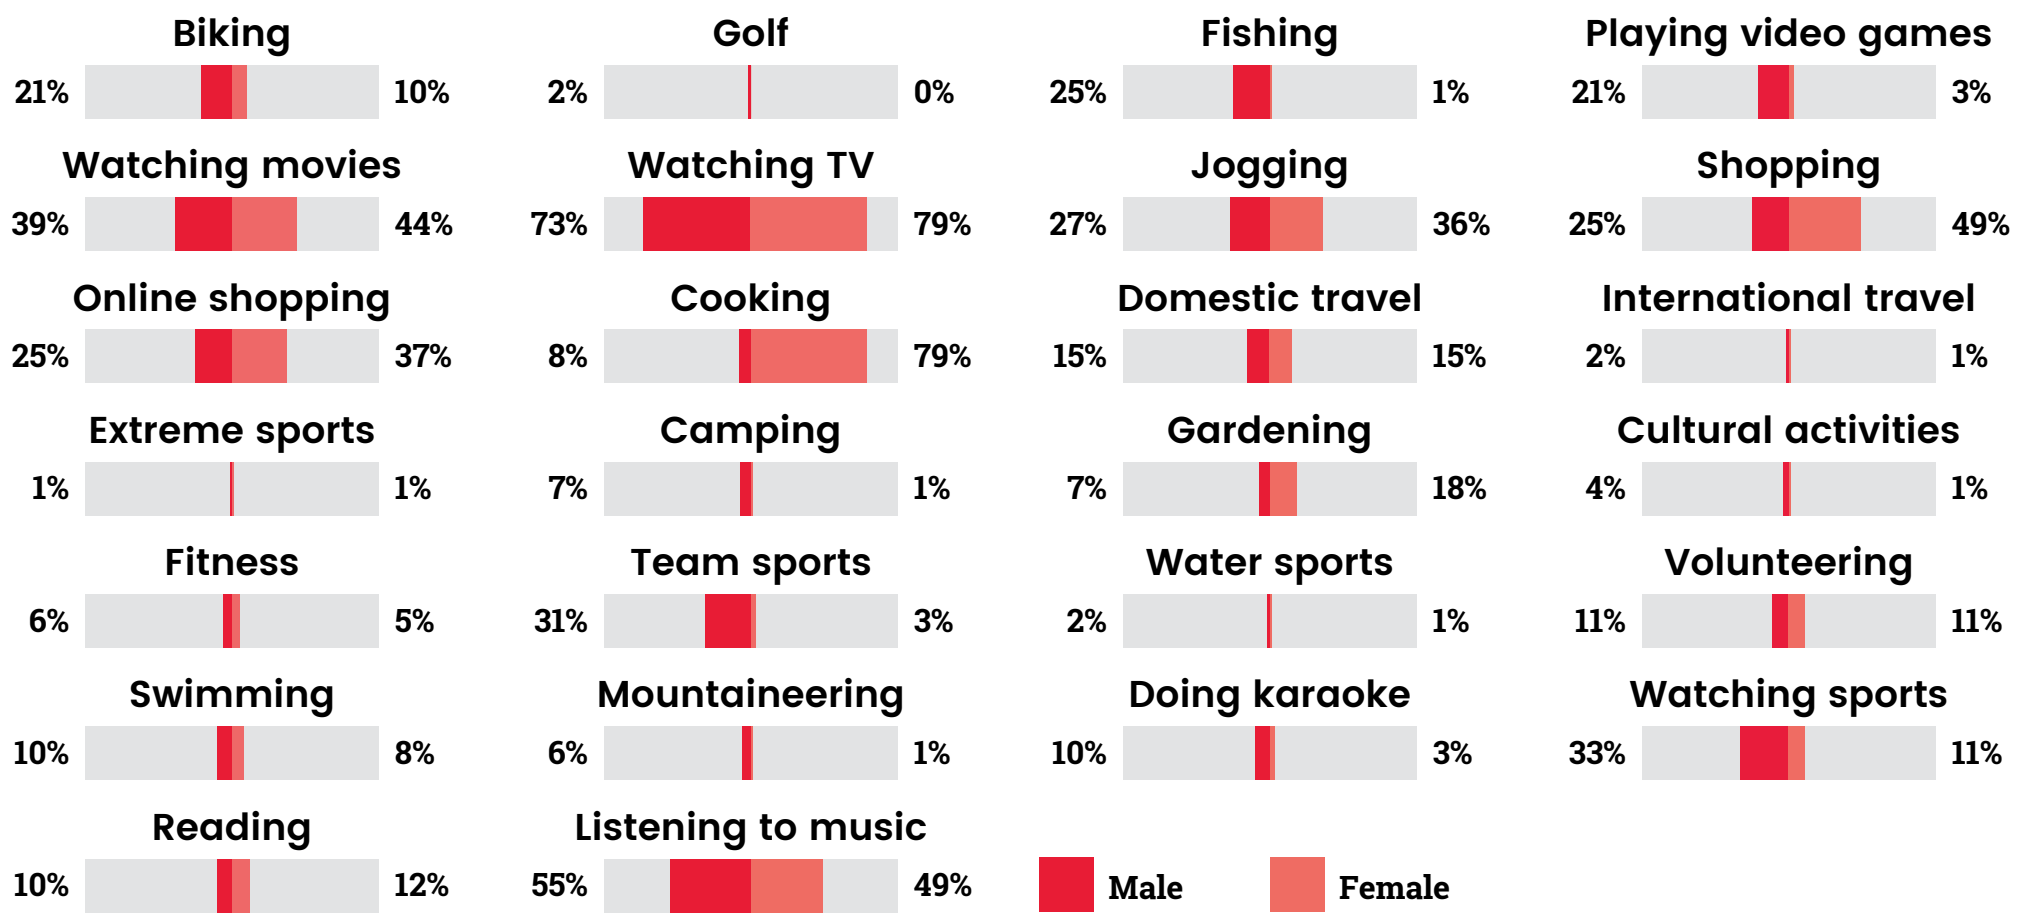 Biking Golf Fishing Playing video games
21% 10% 2% 0% 25% 1% 21% 3%
Watching movies Watching TV Jogging Shopping
39% 44% 73% 79% 27% 36% 25% 49%
Online shopping Cooking Domestic travel International travel
25% 37% 8% 79% 15% 15% 2% 1%
Extreme sports Camping Gardening Cultural activities
1% 1% 7% 1% 7% 18% 4% 1%
Fitness Team sports Water sports Volunteering
6% 5% 31% 3% 2% 1% 11% 11%
Swimming Mountaineering Doing karaoke Watching sports
10% 8% 6% 1% 10% 3% 33% 11%
Reading Listening to music
10% 12% 55% 49% Male Female